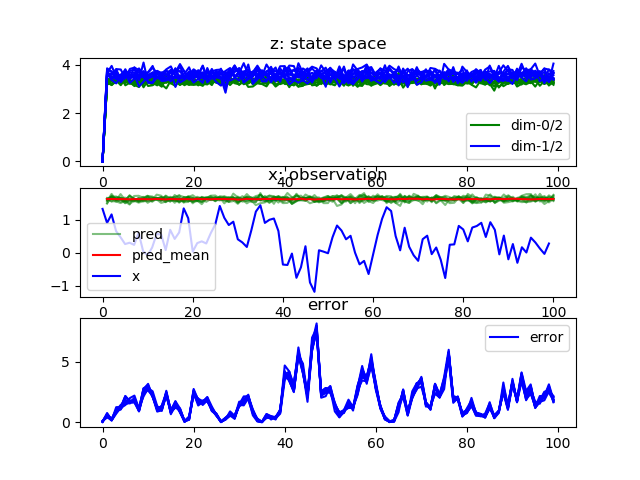 z: state space
4
2
0
dim-0/2
dim-1/2
0 20 40 60 80 100
x: observation
1
0
−1
pred
pred_mean
x
0 20 40 60 80 100
error
5
0
error
0 20 40 60 80 100